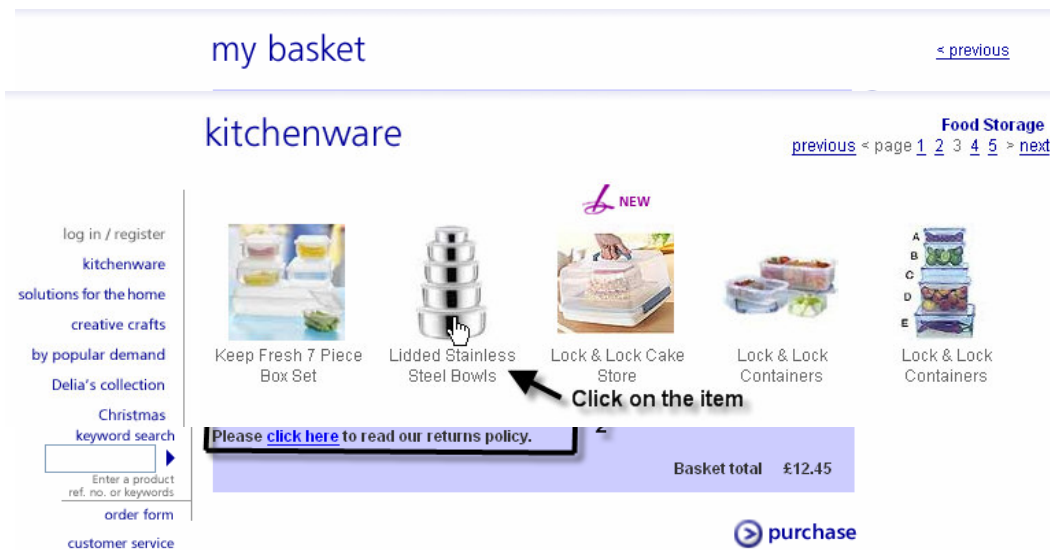 my basket
< previous
kitchenware
Food Storage
previous < page 1 2 3 4 5 > next
NEW
log in / register
kitchenware
solutions for the home
creative crafts
by popular demand
Delia's collection
Christmas
keyword search
Enter a product
ref. no. or keywords
order form
customer service
A
B
C
D
E
Keep Fresh 7 Piece
Box Set
Lidded Stainless
Steel Bowls
Lock & Lock Cake
Store
Lock & Lock
Containers
Lock & Lock
Containers
Click on the item
Please click here to read our returns policy.
Basket total £12.45
purchase